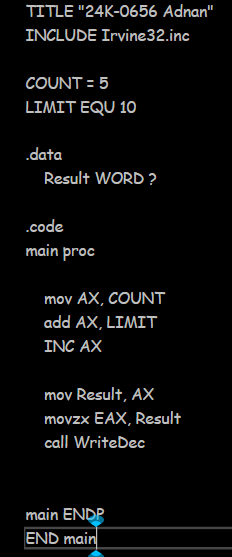 TITLE "24K-0656 Adnan"
INCLUDE Irvine32.inc
COUNT = 5
LIMIT EQU 10
.data
Result WORD ?
.code
main proc
mov AX, COUNT
add AX, LIMIT
INC AX
mov Result, AX
movzx EAX, Result
call WriteDec
main ENDP
END main